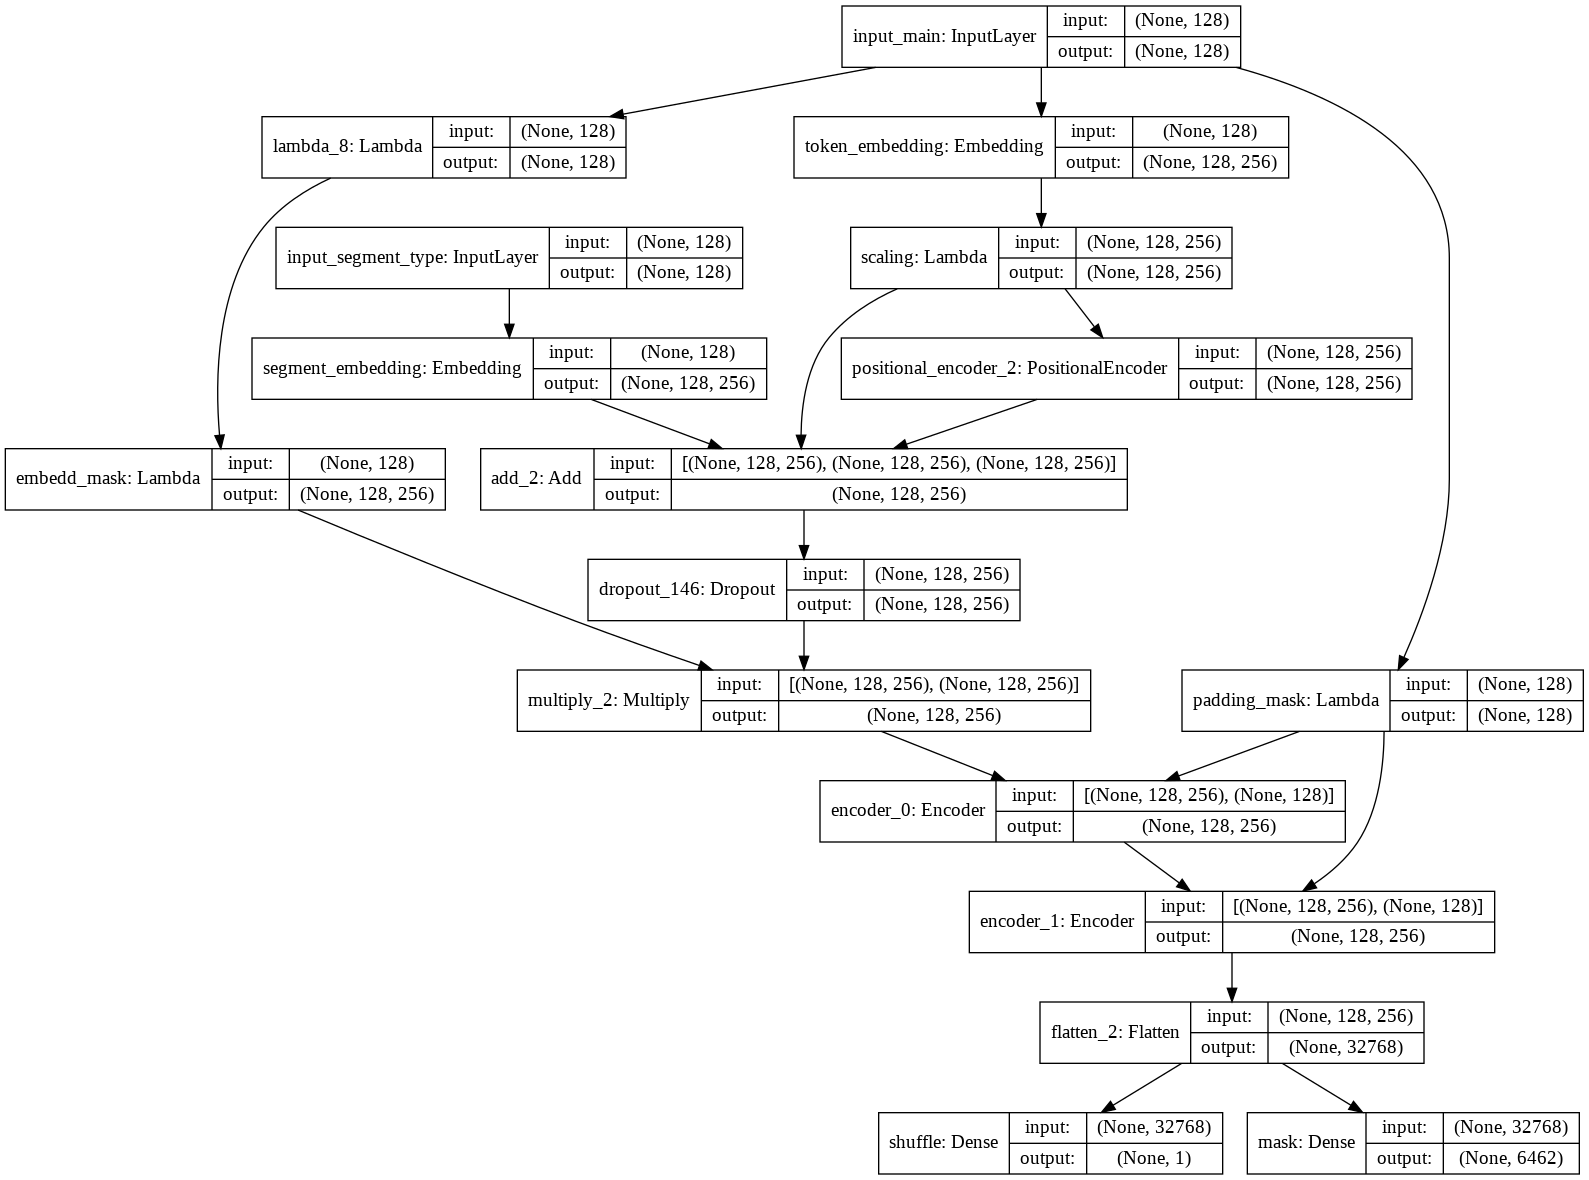 input_main: InputLayer
input: (None, 128)
output: (None, 128)
lambda_8: Lambda
input: (None, 128)
output: (None, 128)
token_embedding: Embedding
input: (None, 128)
output: (None, 128, 256)
input_segment_type: InputLayer
input: (None, 128)
output: (None, 128)
scaling: Lambda
input: (None, 128, 256)
output: (None, 128, 256)
segment_embedding: Embedding
input: (None, 128)
output: (None, 128, 256)
positional_encoder_2: PositionalEncoder
input: (None, 128, 256)
output: (None, 128, 256)
embedd_mask: Lambda
input: (None, 128)
output: (None, 128, 256)
add_2: Add
input: [(None, 128, 256), (None, 128, 256), (None, 128, 256)]
output: (None, 128, 256)
dropout_146: Dropout
input: (None, 128, 256)
output: (None, 128, 256)
multiply_2: Multiply
input: [(None, 128, 256), (None, 128, 256)]
output: (None, 128, 256)
padding_mask: Lambda
input: (None, 128)
output: (None, 128)
encoder_0: Encoder
input: [(None, 128, 256), (None, 128)]
output: (None, 128, 256)
encoder_1: Encoder
input: [(None, 128, 256), (None, 128)]
output: (None, 128, 256)
flatten_2: Flatten
input: (None, 128, 256)
output: (None, 32768)
shuffle: Dense
input: (None, 32768)
output: (None, 1)
mask: Dense
input: (None, 32768)
output: (None, 6462)